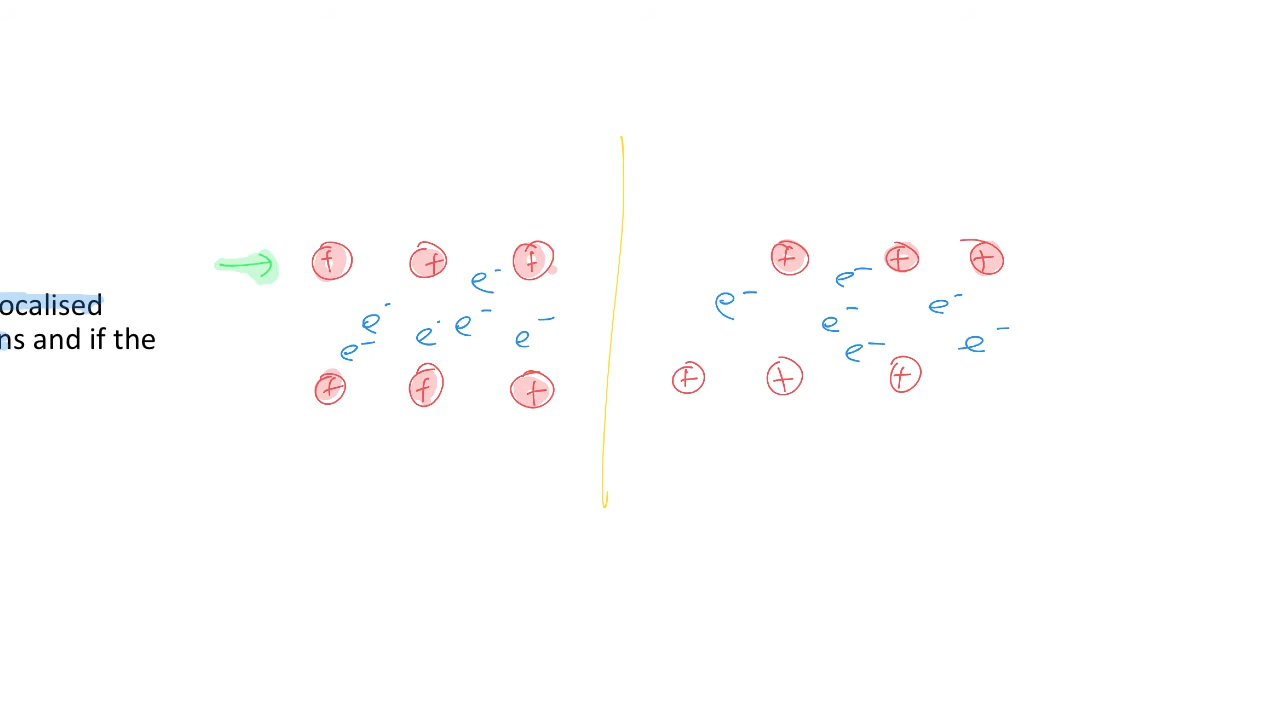 + + + + + +
e⁻ e⁻
e⁻ e⁻ e⁻
ocalised
e⁻ e⁻ e⁻ e⁻
ns and if the
e⁻ e⁻ e⁻
+ + + + + +